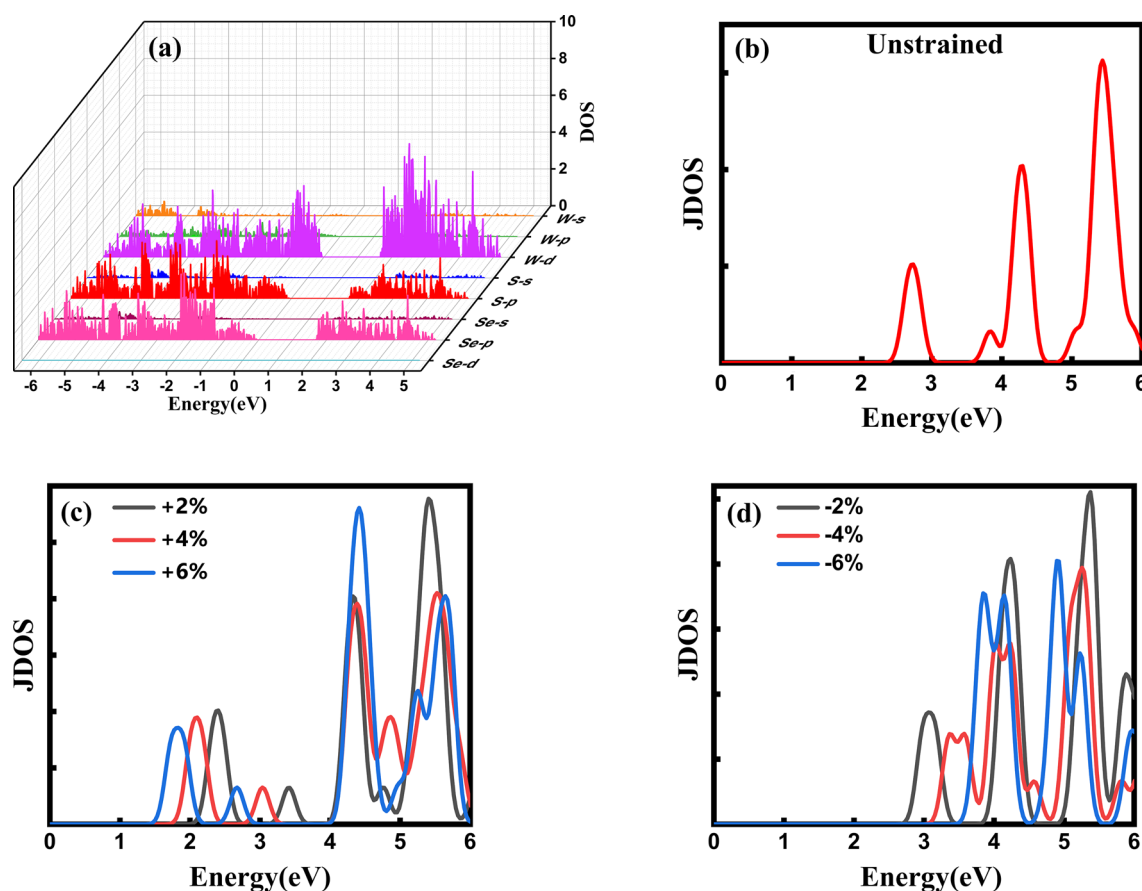 (a)
10
8
6
4
2
0
DOS
W-s
W-p
W-d
S-s
S-p
Se-s
Se-p
Se-d
-6 -5 -4 -3 -2 -1 0 1 2 3 4 5
Energy(eV)
(b)
Unstrained
JDOS
0 1 2 3 4 5 6
Energy(eV)
(c)
+2%
+4%
+6%
JDOS
0 1 2 3 4 5 6
Energy(eV)
(d)
-2%
-4%
-6%
JDOS
0 1 2 3 4 5 6
Energy(eV)